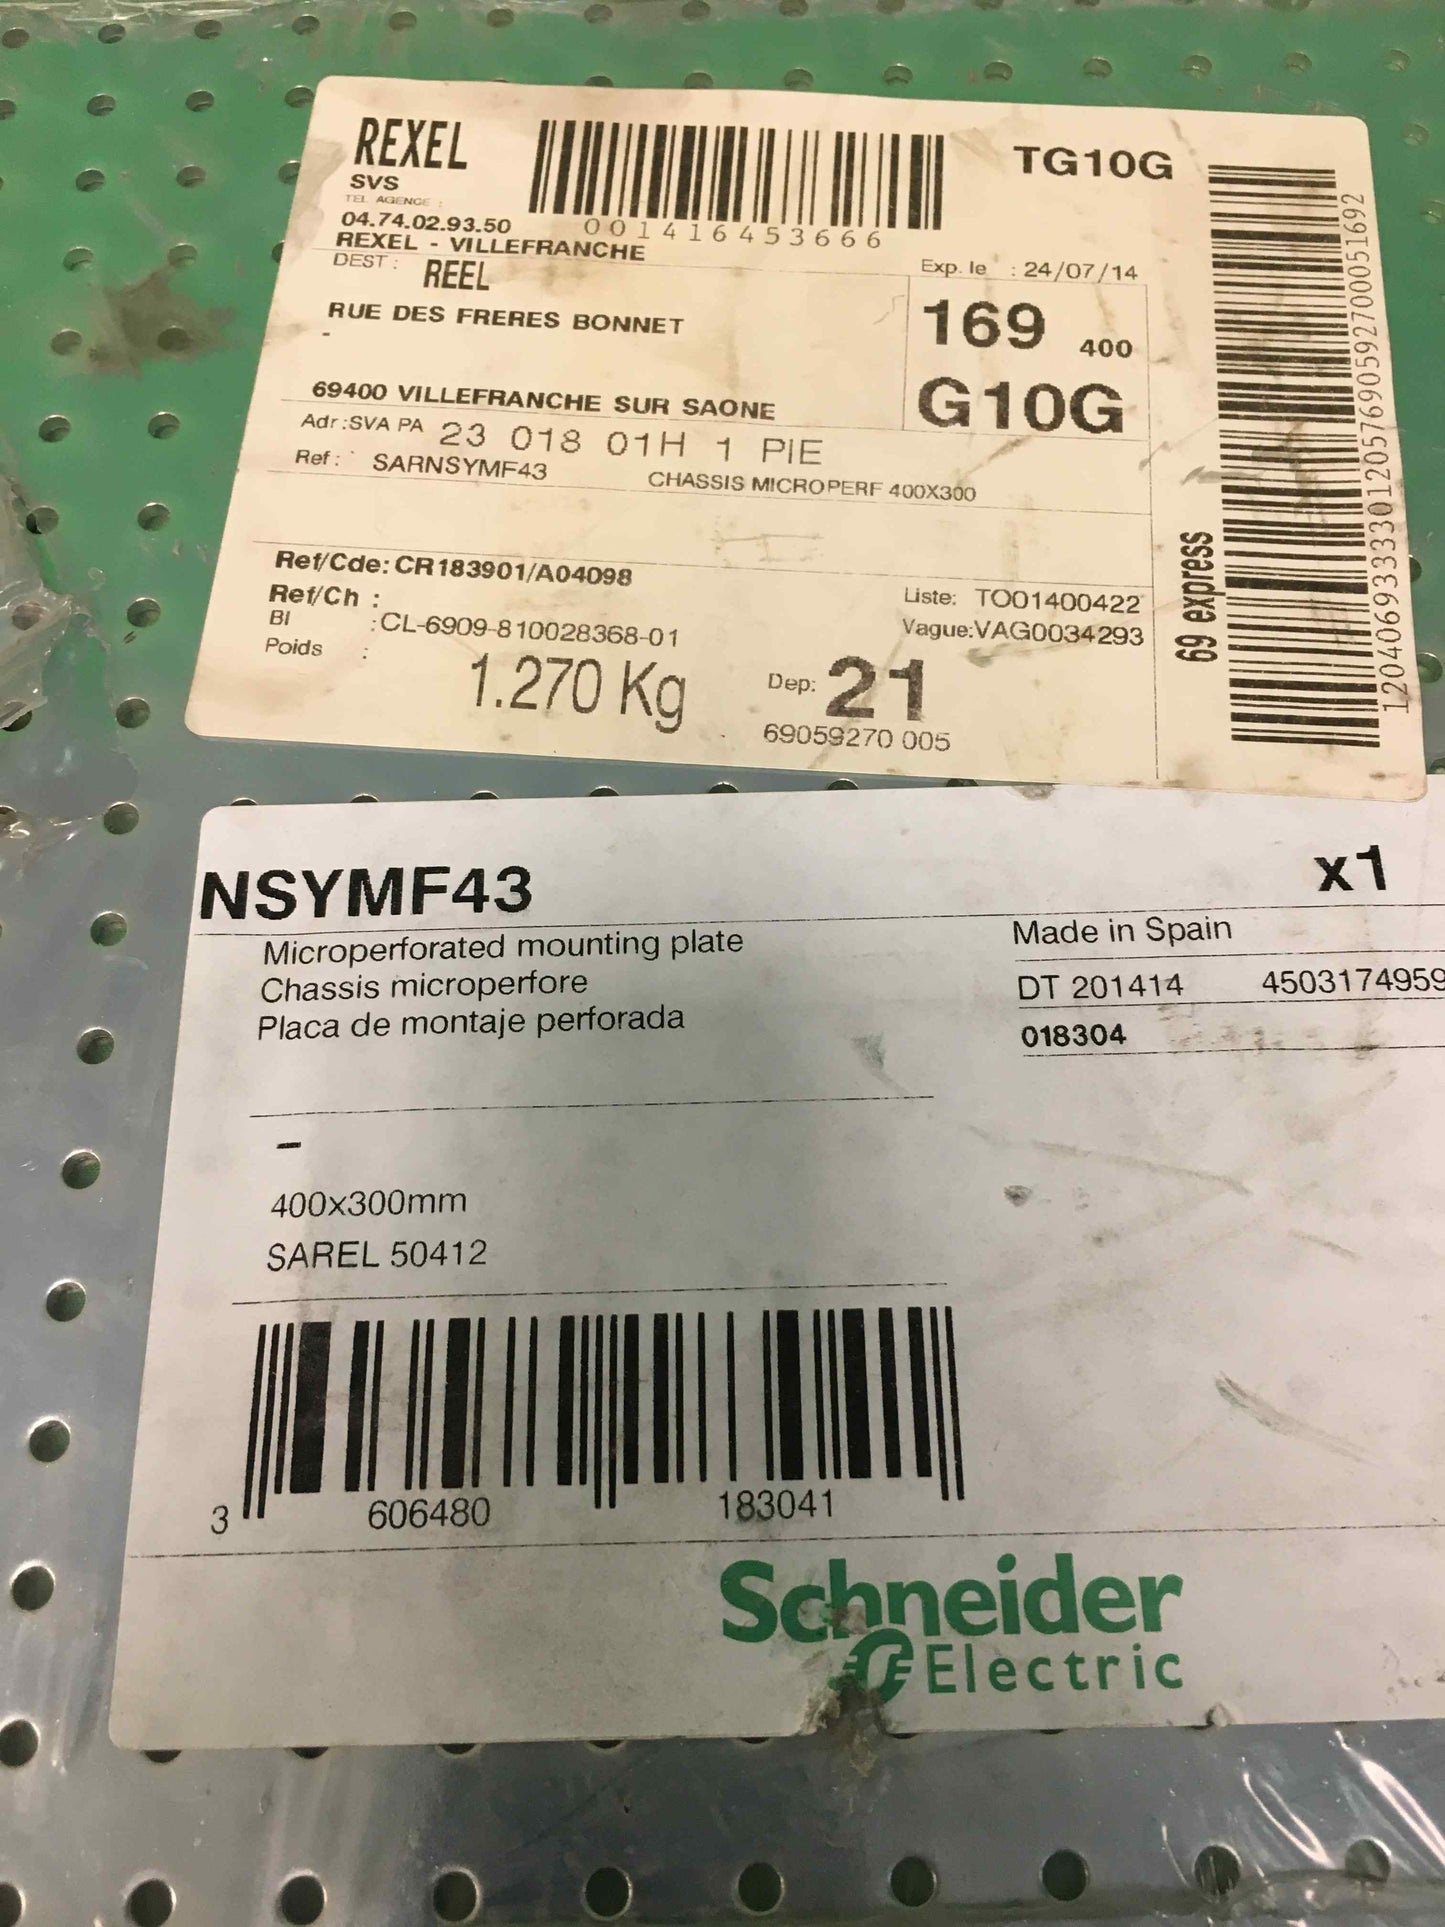 REXEL
SVS
TEL AGENCE :
04.74.02.93.50
001416453666
TG10G
REXEL - VILLEFRANCHE
DEST : REEL
Exp. le : 24/07/14
RUE DES FRERES BONNET
-
169 400
G10G
69400 VILLEFRANCHE SUR SAONE
Adr :SVA PA 23 018 01H 1 PIE
Ref : SARNSYMF43 CHASSIS MICROPERF 400X300
Ref/Cde: CR183901/A04098
Ref/Ch :
Liste: TO01400422
Bl :CL-6909-810028368-01
Vague:VAG0034293
Poids : 1.270 Kg
Dep: 21
69059270 005
69 express
NSYMF43
x1
Microperforated mounting plate
Made in Spain
Chassis microperfore
DT 201414 4503174959
Placa de montaje perforada
018304
-
400x300mm
SAREL 50412
3 606480 183041
Schneider
Electric